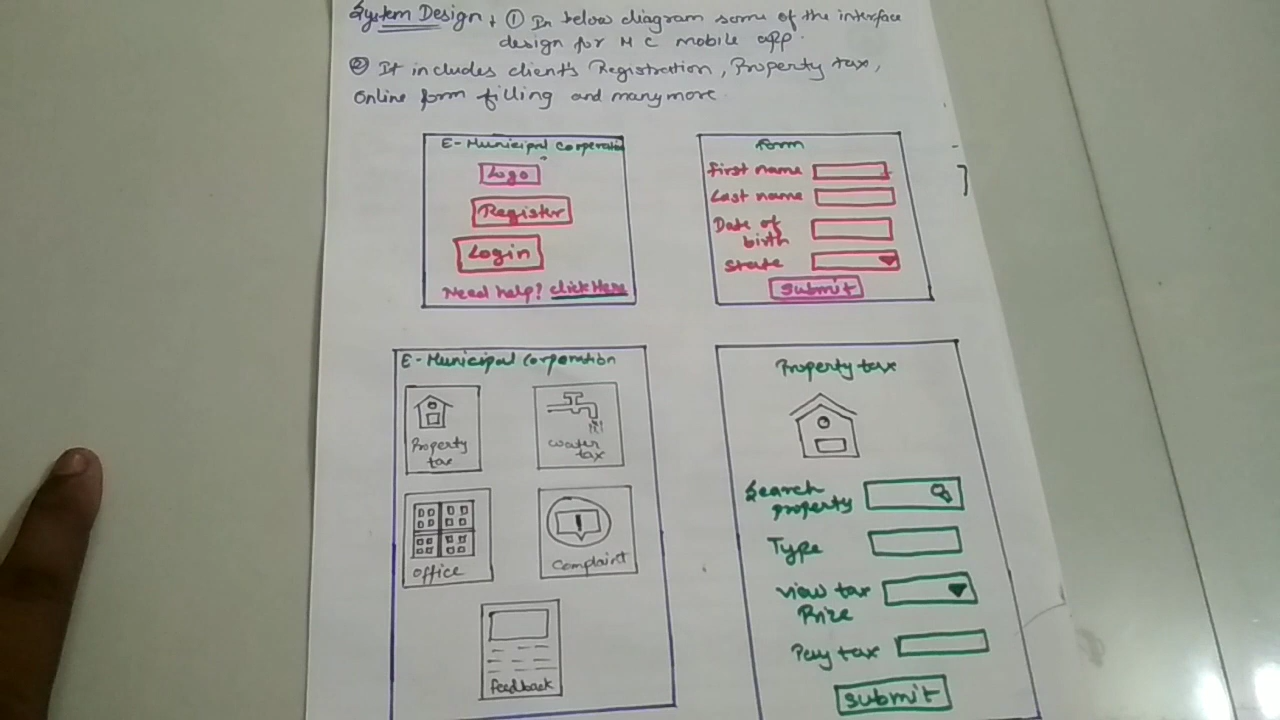 System Design → ① In below diagram some of the interface
design for M C mobile app.
② It includes client's Registration, Property tax,
Online form filling and many more.
E-Municipal corporation
Logo
Register
Login
Need help? click Here
Form
First name
Last name
Date of
birth
State
Submit
E-Municipal corporation
Property
tax
water
tax
office
complaint
feedback
Property tax
Search
property
Type
View tax
Prize
Pay tax
submit